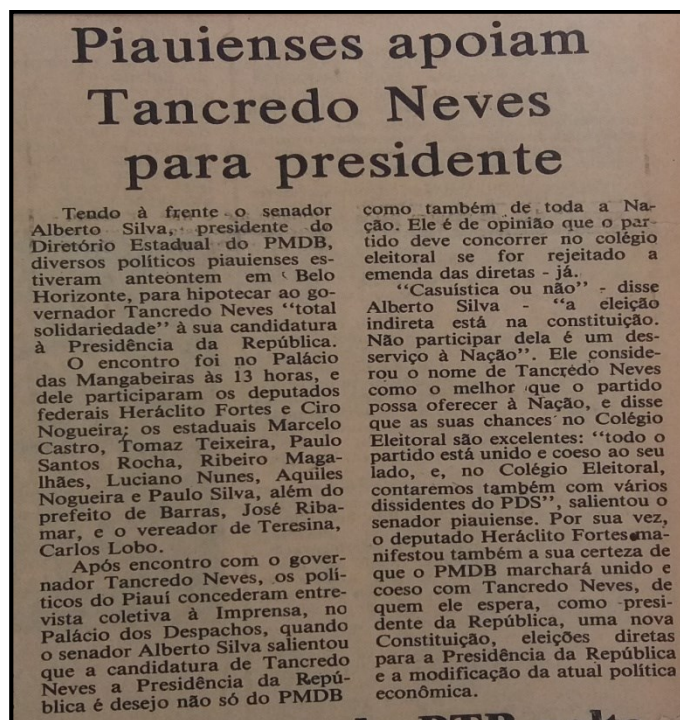 Piauienses apoiam
Tancredo Neves
para presidente
Tendo à frente o senador
Alberto Silva, presidente do
Diretório Estadual do PMDB,
diversos políticos piauienses es-
tiveram anteontem em Belo
Horizonte, para hipotecar ao go-
vernador Tancredo Neves "total
solidariedade" à sua candidatura
à Presidência da República.
O encontro foi no Palácio
das Mangabeiras às 13 horas, e
dele participaram os deputados
federais Heráclito Fortes e Ciro
Nogueira; os estaduais Marcelo
Castro, Tomaz Teixeira, Paulo
Santos Rocha, Ribeiro Maga-
lhães, Luciano Nunes, Aquiles
Nogueira e Paulo Silva, além do
prefeito de Barras, José Riba-
mar, e o vereador de Teresina,
Carlos Lobo.
Após encontro com o gover-
nador Tancredo Neves, os polí-
ticos do Piauí concederam entre-
vista coletiva à Imprensa, no
Palácio dos Despachos, quando
o senador Alberto Silva salientou
que a candidatura de Tancredo
Neves a Presidência da Repú-
blica é desejo não só do PMDB
como também de toda a Na-
ção. Ele é de opinião que o par-
tido deve concorrer no colégio
eleitoral se for rejeitado a
emenda das diretas - já.
"Casuística ou não" - disse
Alberto Silva - "a eleição
indireta está na constituição.
Não participar dela é um des-
serviço à Nação". Ele conside-
rou o nome de Tancredo Neves
como o melhor que o partido
possa oferecer à Nação, e disse
que as suas chances no Colégio
Eleitoral são excelentes: "todo o
partido está unido e coeso ao seu
lado, e, no Colégio Eleitoral,
contaremos também com vários
dissidentes do PDS", salientou o
senador piauiense. Por sua vez,
o deputado Heráclito Fortes ma-
nifestou também a sua certeza de
que o PMDB marchará unido e
coeso com Tancredo Neves, de
quem ele espera, como presi-
dente da República, uma nova
Constituição, eleições diretas
para a Presidência da República
e a modificação da atual política
econômica.